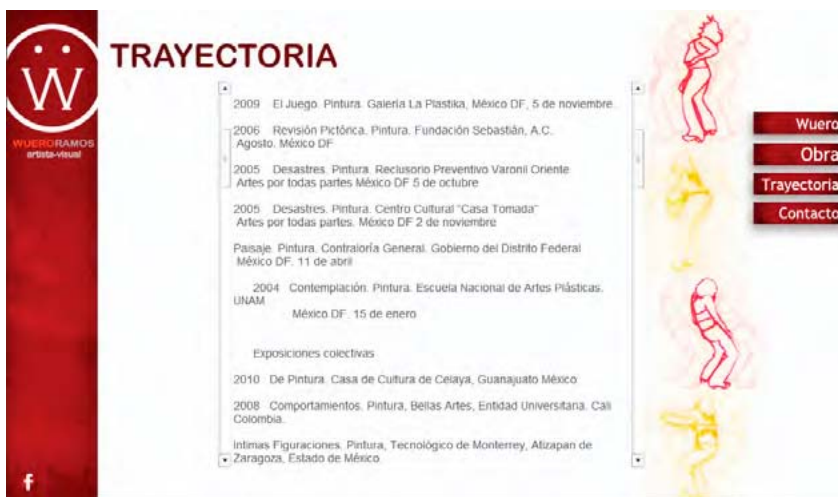 W
WUERORAMOS
artista-visual
TRAYECTORIA
2009 El Juego. Pintura. Galería La Plastika, México DF, 5 de noviembre.
2006 Revisión Pictórica. Pintura. Fundación Sebastián, A.C.
Agosto. México DF
2005 Desastres. Pintura. Reclusorio Preventivo Varonil Oriente
Artes por todas partes México DF 5 de octubre
2005 Desastres. Pintura. Centro Cultural "Casa Tomada"
Artes por todas partes. México DF 2 de noviembre
Paisaje. Pintura. Contraloría General. Gobierno del Distrito Federal
México DF. 11 de abril
2004 Contemplación. Pintura. Escuela Nacional de Artes Plásticas.
UNAM
México DF. 15 de enero
Exposiciones colectivas
2010 De Pintura. Casa de Cultura de Celaya, Guanajuato México
2008 Comportamientos. Pintura, Bellas Artes, Entidad Universitaria. Cali
Colombia.
Intimas Figuraciones. Pintura, Tecnológico de Monterrey, Atizapan de
Zaragoza, Estado de México
Wuero
Obra
Trayectoria
Contacto
f